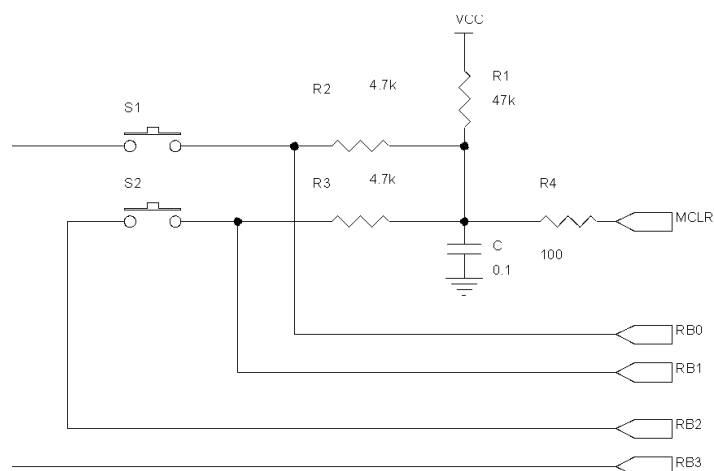 VCC
R2 4.7k R1
47k
S1
S2 R3 4.7k R4
MCLR
C
0.1 100
RB0
RB1
RB2
RB3